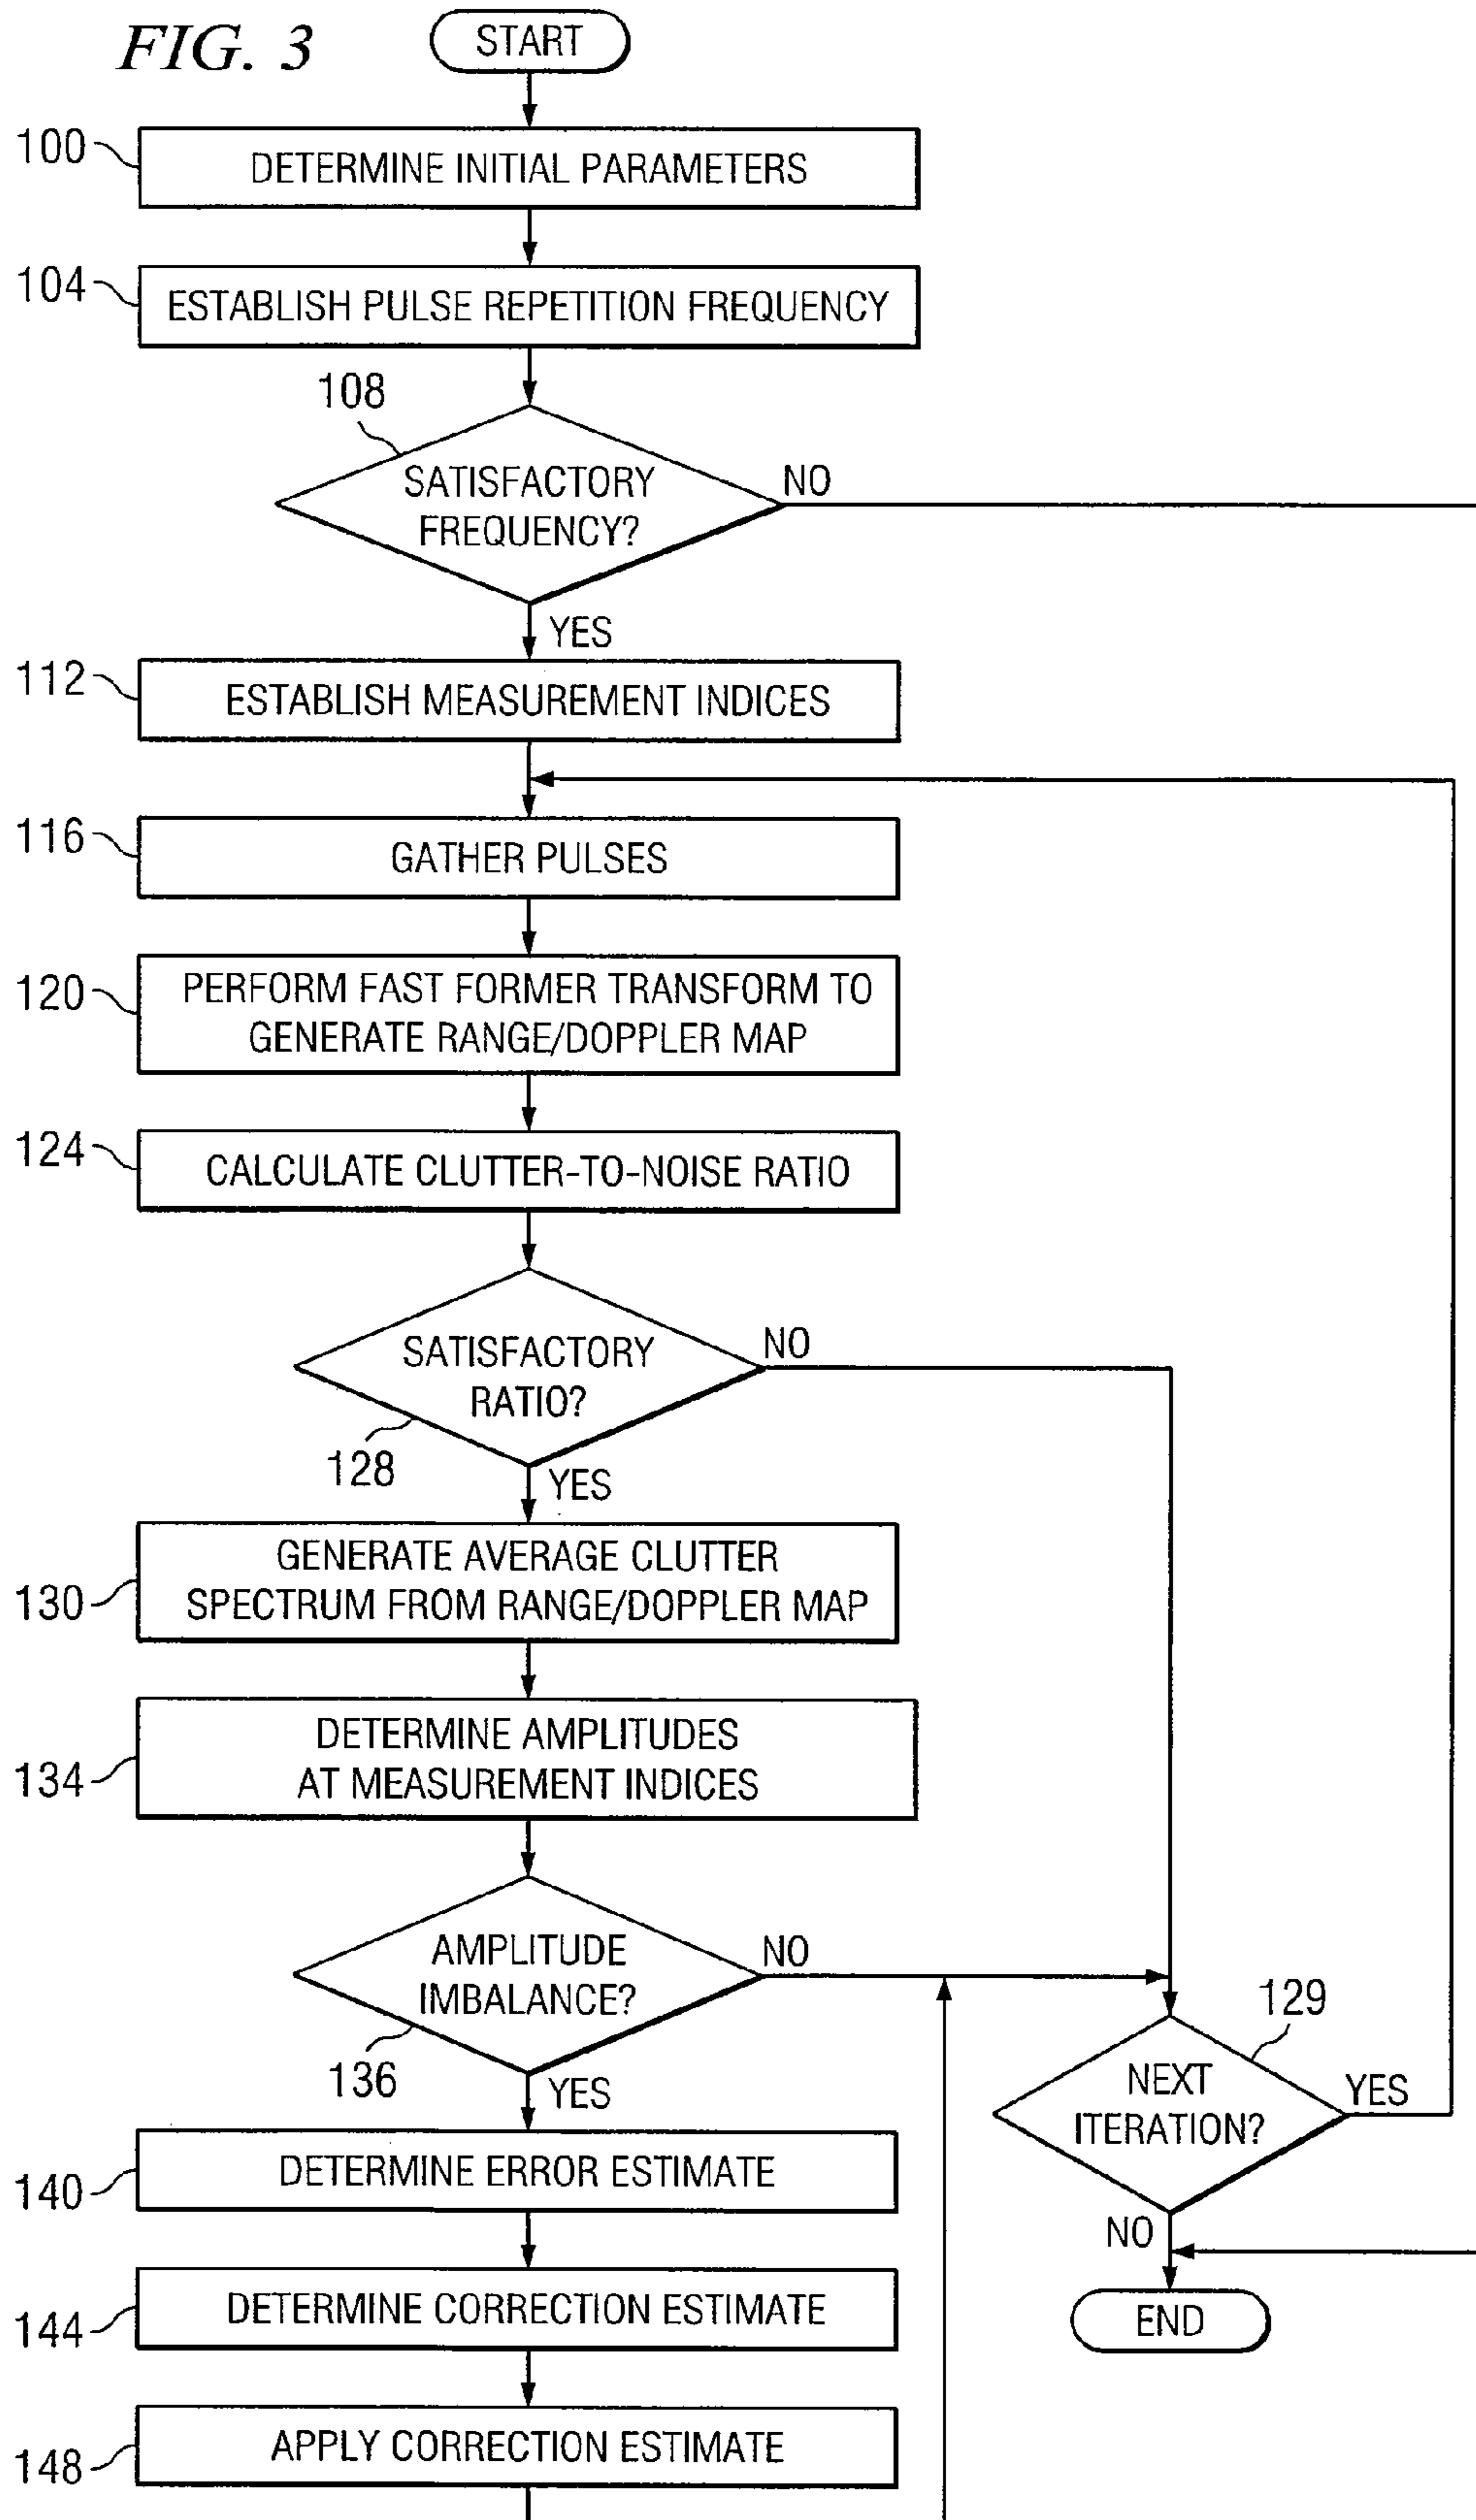 FIG. 3
START
100
DETERMINE INITIAL PARAMETERS
104
ESTABLISH PULSE REPETITION FREQUENCY
108
SATISFACTORY
FREQUENCY?
NO
YES
112
ESTABLISH MEASUREMENT INDICES
116
GATHER PULSES
120
PERFORM FAST FORMER TRANSFORM TO
GENERATE RANGE/DOPPLER MAP
124
CALCULATE CLUTTER-TO-NOISE RATIO
SATISFACTORY
RATIO?
NO
128
YES
130
GENERATE AVERAGE CLUTTER
SPECTRUM FROM RANGE/DOPPLER MAP
134
DETERMINE AMPLITUDES
AT MEASUREMENT INDICES
AMPLITUDE
IMBALANCE?
NO
136
YES
129
NEXT
ITERATION?
YES
NO
END
140
DETERMINE ERROR ESTIMATE
144
DETERMINE CORRECTION ESTIMATE
148
APPLY CORRECTION ESTIMATE